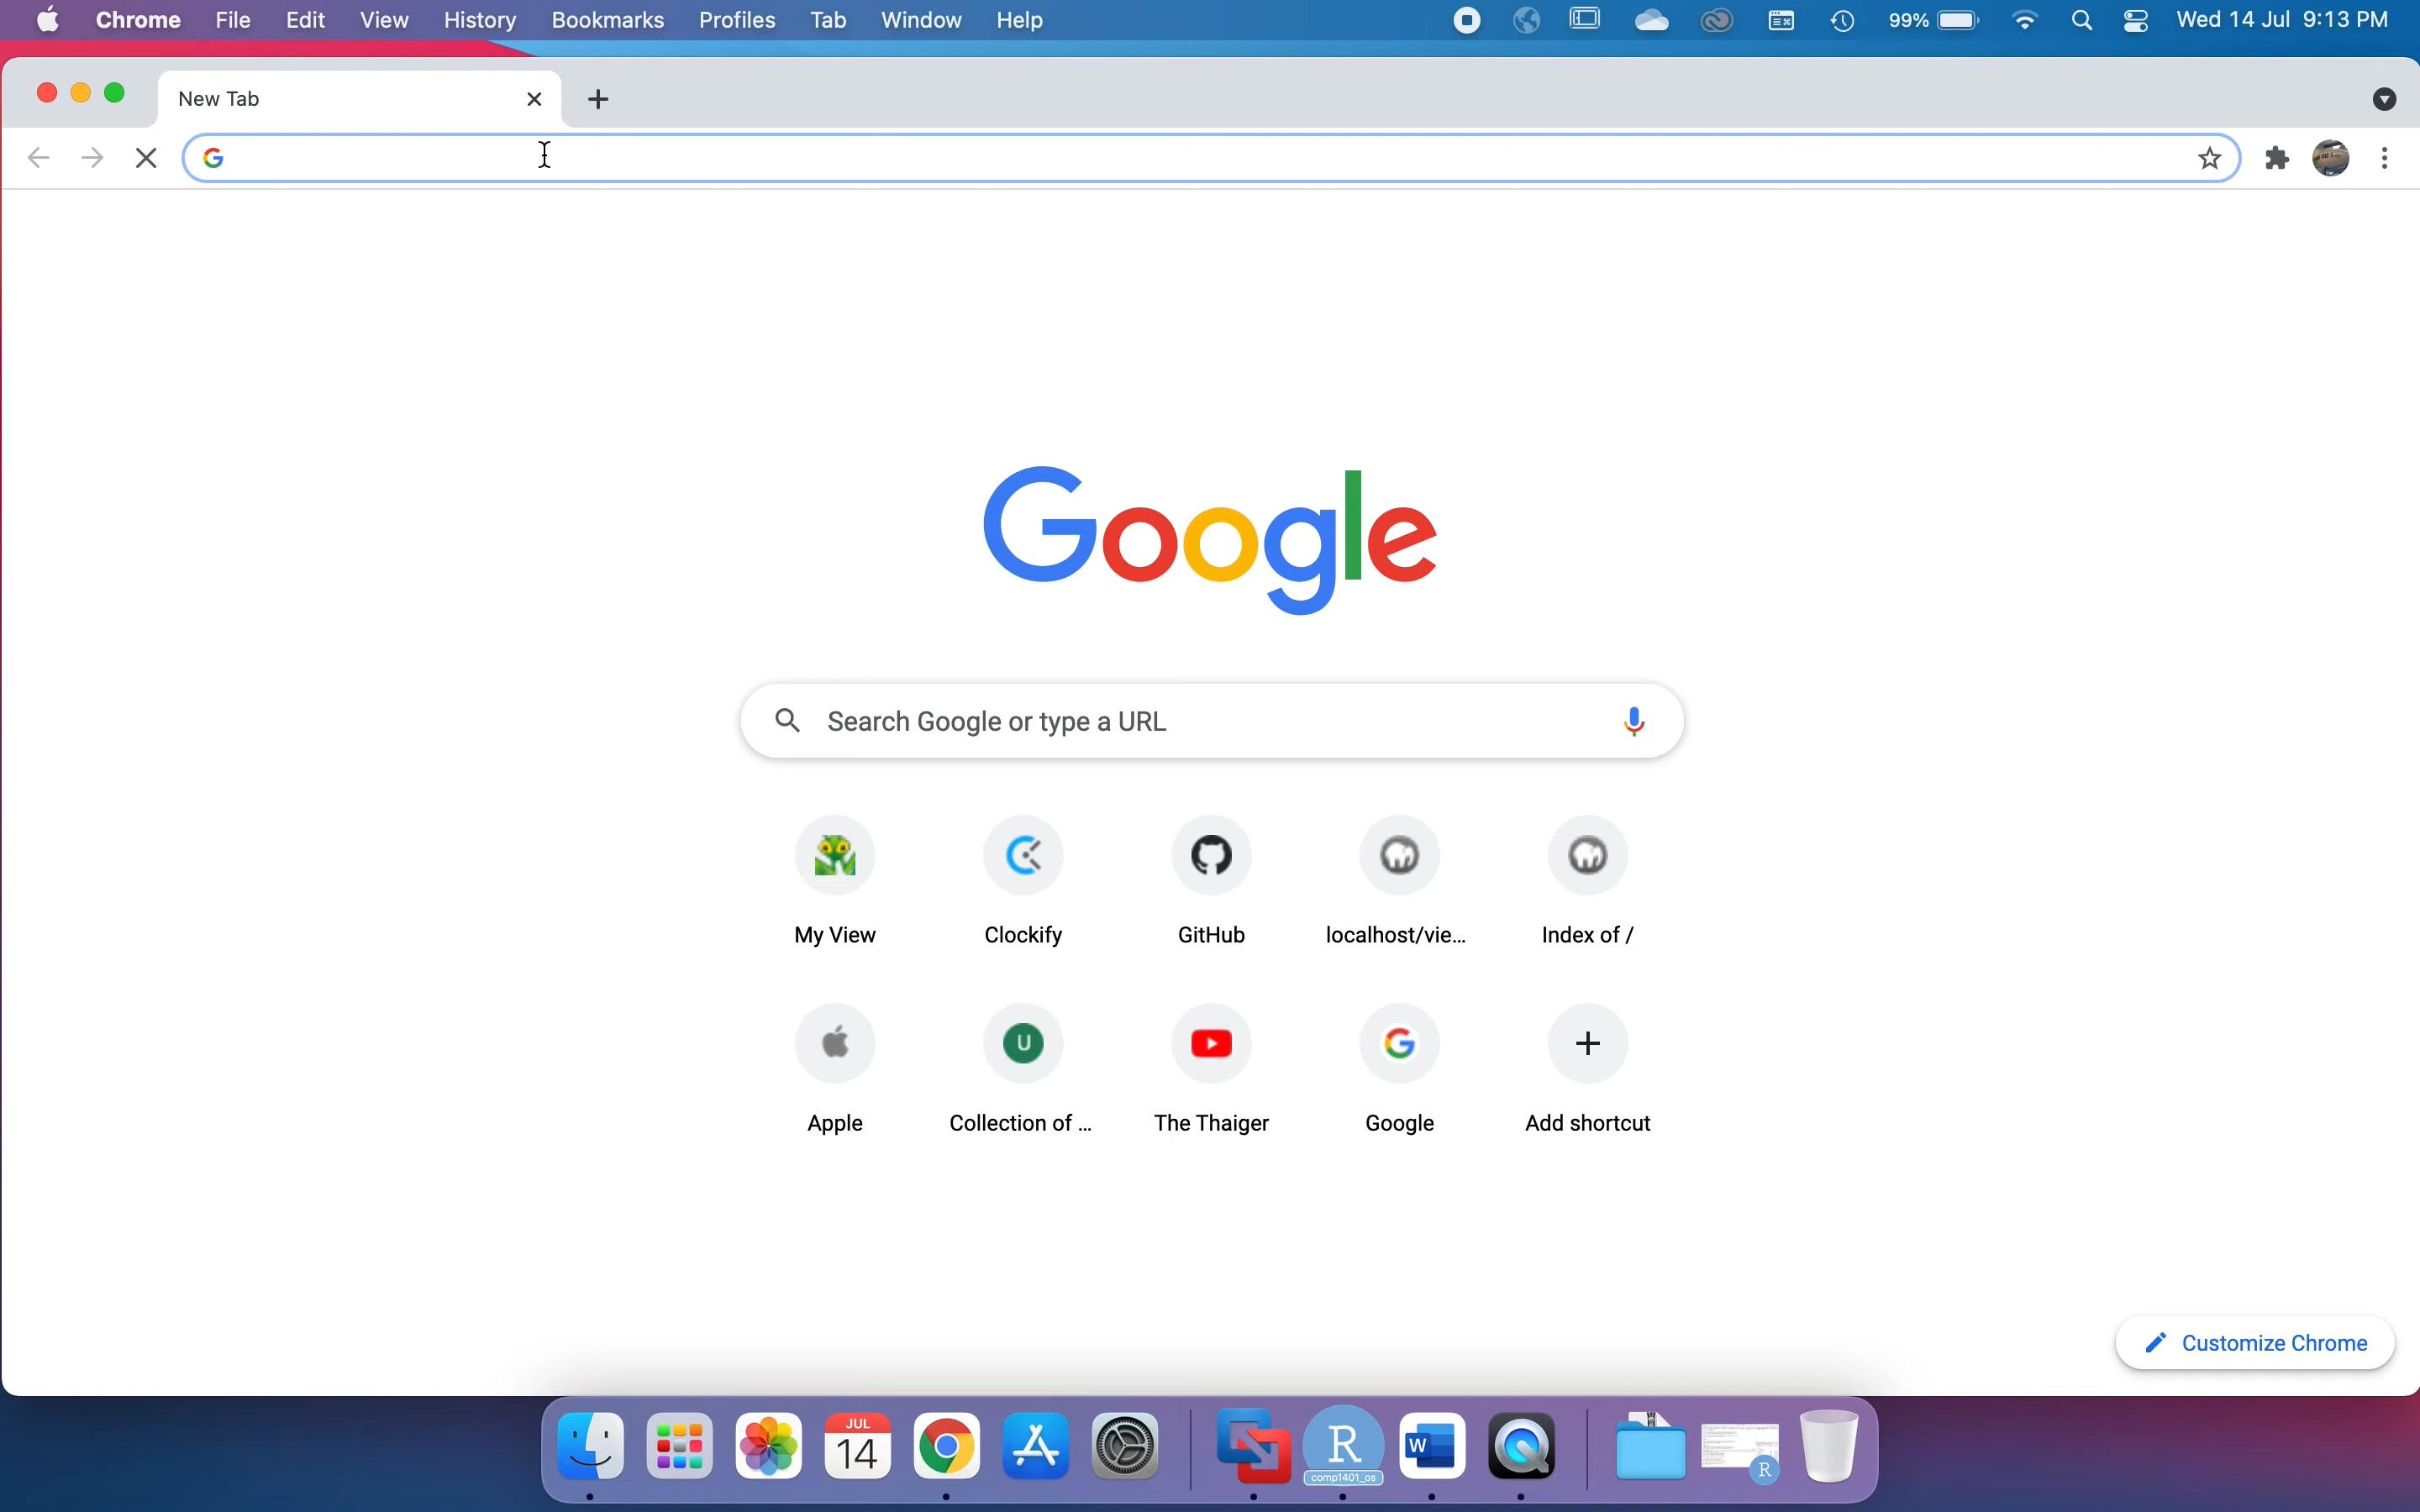 Chrome File Edit View History Bookmarks Profiles Tab Window Help 99% Wed 14 Jul 9:13 PM
New Tab
Google
Search Google or type a URL
My View Clockify GitHub localhost/vie... Index of /
U
Apple Collection of ... The Thaiger Google Add shortcut
Customize Chrome
JUL
14
R
comp1401_os
W
R